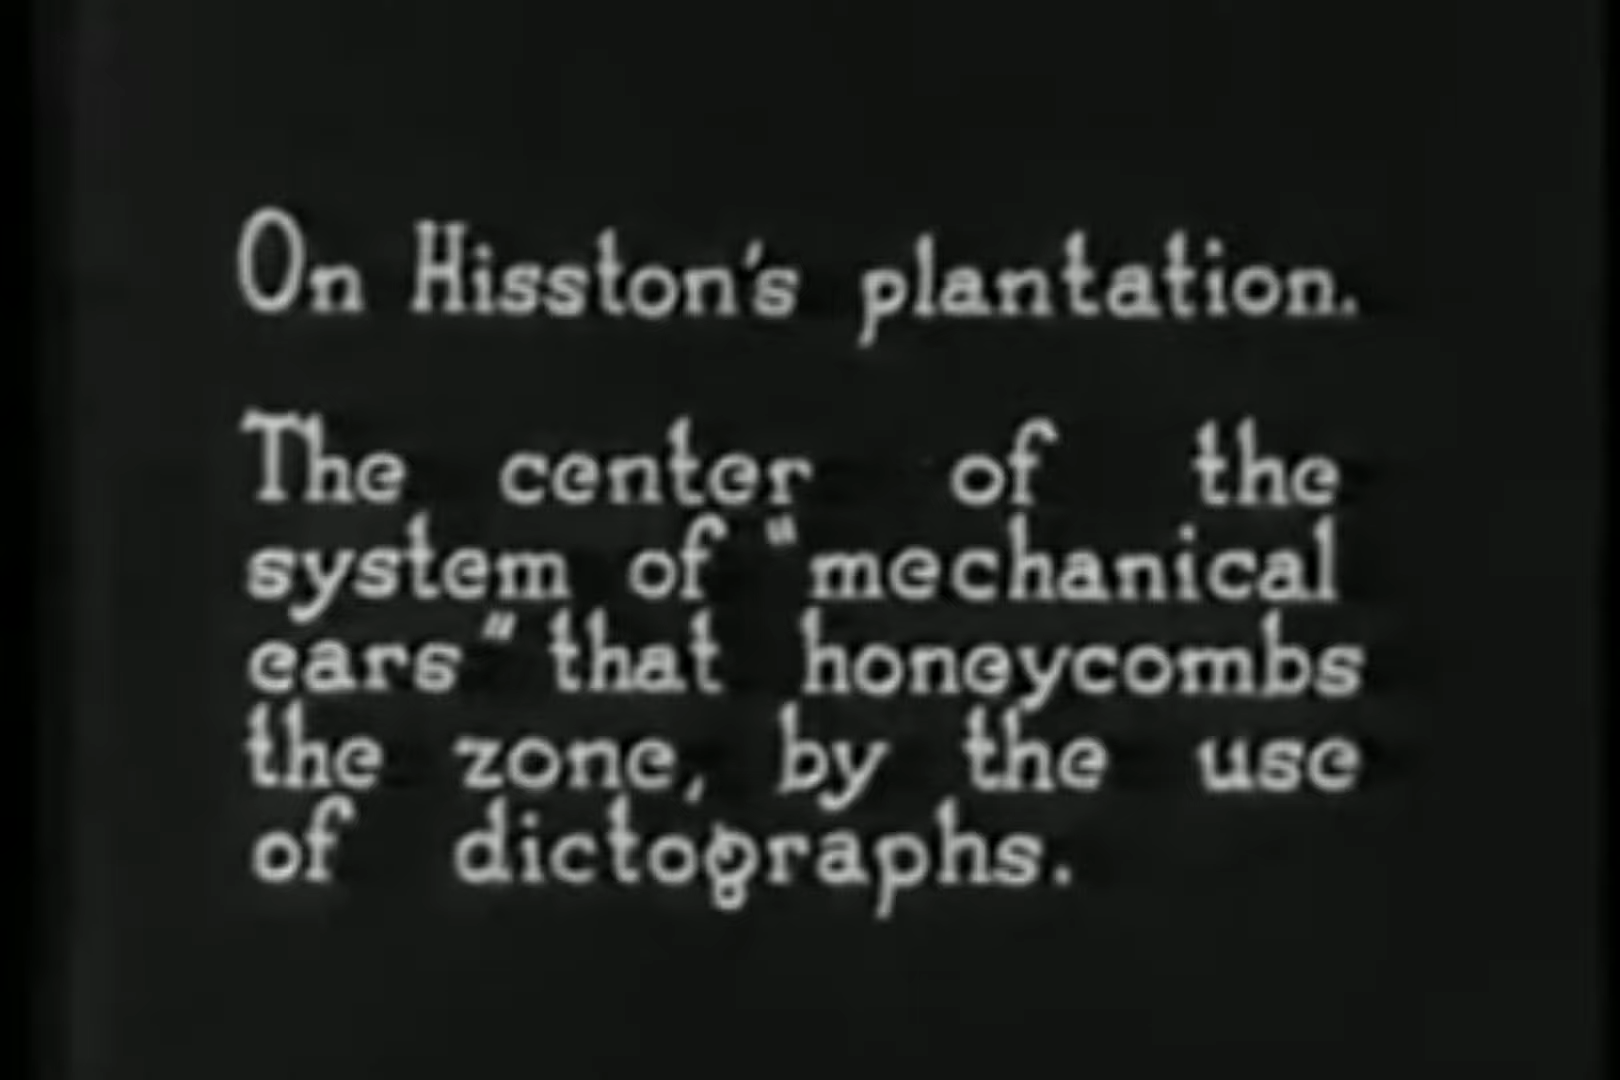 On Hisston's plantation.
The center of the
system of "mechanical
ears" that honeycombs
the zone, by the use
of dictographs.